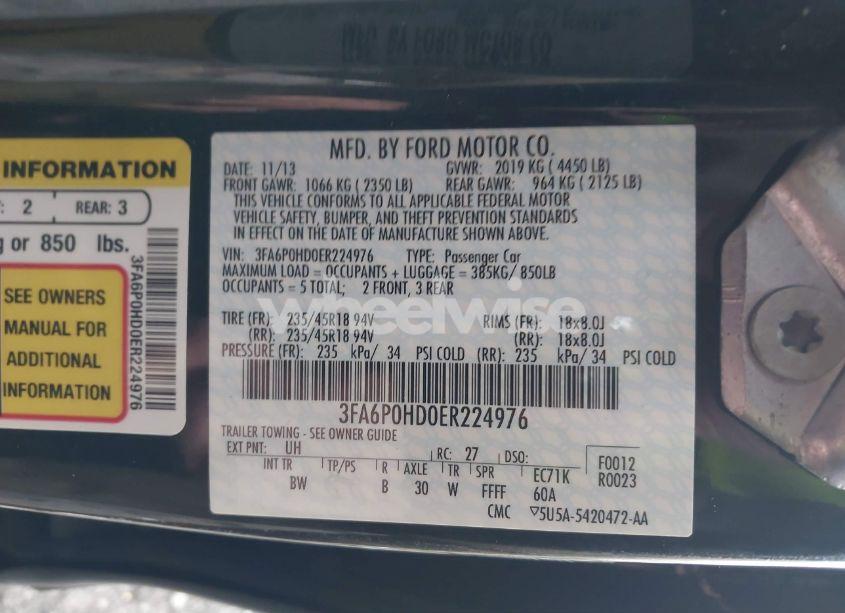 MFD. BY FORD MOTOR CO.
INFORMATION
2 REAR: 3
g or 850 lbs.
SEE OWNERS
MANUAL FOR
ADDITIONAL
INFORMATION
3FA6P0HD0ER224976
MFD. BY FORD MOTOR CO.
DATE: 11/13 GVWR: 2019 KG ( 4450 LB)
FRONT GAWR: 1066 KG ( 2350 LB) REAR GAWR: 964 KG ( 2125 LB)
THIS VEHICLE CONFORMS TO ALL APPLICABLE FEDERAL MOTOR
VEHICLE SAFETY, BUMPER, AND THEFT PREVENTION STANDARDS
IN EFFECT ON THE DATE OF MANUFACTURE SHOWN ABOVE.
VIN: 3FA6P0HD0ER224976 TYPE: Passenger Car
MAXIMUM LOAD = OCCUPANTS + LUGGAGE = 385KG/ 850LB
OCCUPANTS = 5 TOTAL; 2 FRONT, 3 REAR
wheelwise
TIRE (FR): 235/45R18 94V RIMS (FR): 18x8.0J
(RR): 235/45R18 94V (RR): 18x8.0J
PRESSURE (FR): 235 kPa/ 34 PSI COLD (RR): 235 kPa/ 34 PSI COLD
3FA6P0HD0ER224976
TRAILER TOWING - SEE OWNER GUIDE
EXT PNT: UH RC: 27 DSO: F0012
INT TR TP/PS R AXLE TR SPR EC71K R0023
BW B 30 W FFFF 60A
CMC ▽5U5A-5420472-AA